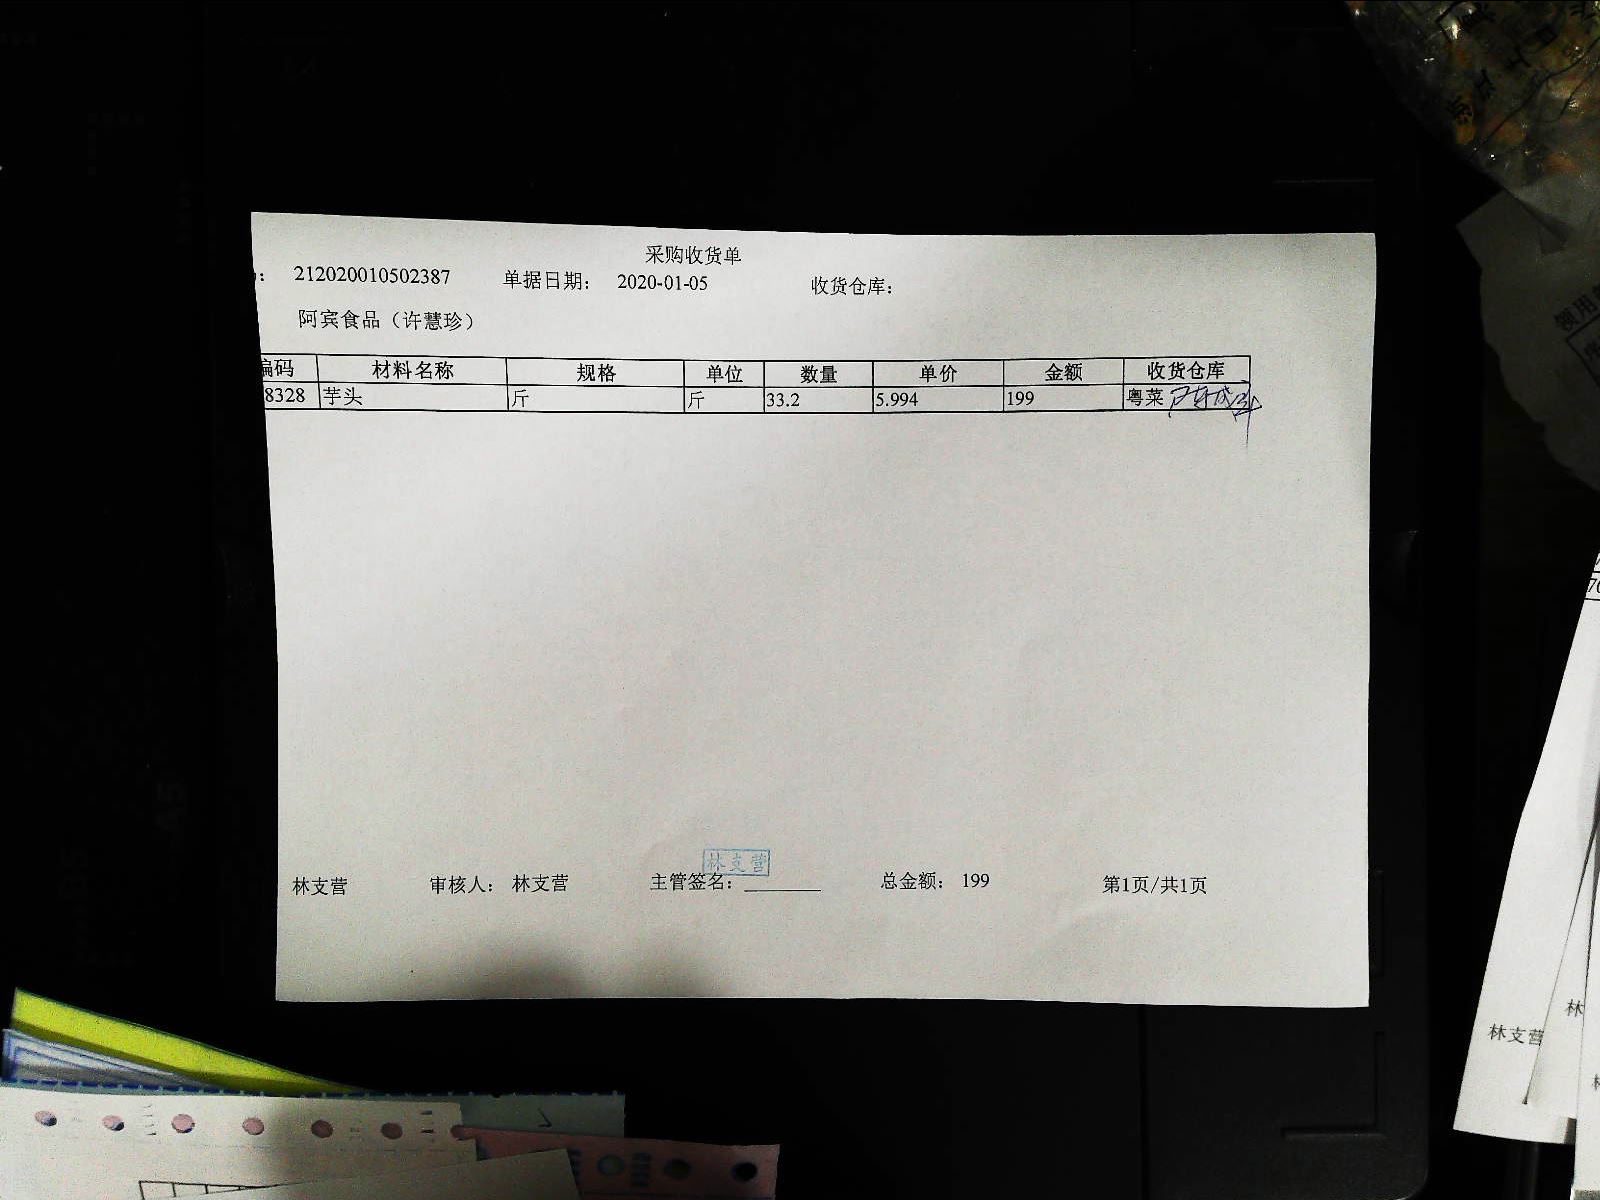 采购收货单
: 212020010502387 单据日期: 2020-01-05 收货仓库:
阿宾食品（许慧珍）
编码 材料名称 规格 单位 数量 单价 金额 收货仓库
8328 芋头 斤 斤 33.2 5.994 199 粤菜
林支营
林支营 审核人: 林支营 主管签名: 总金额: 199 第1页/共1页
林支营
林